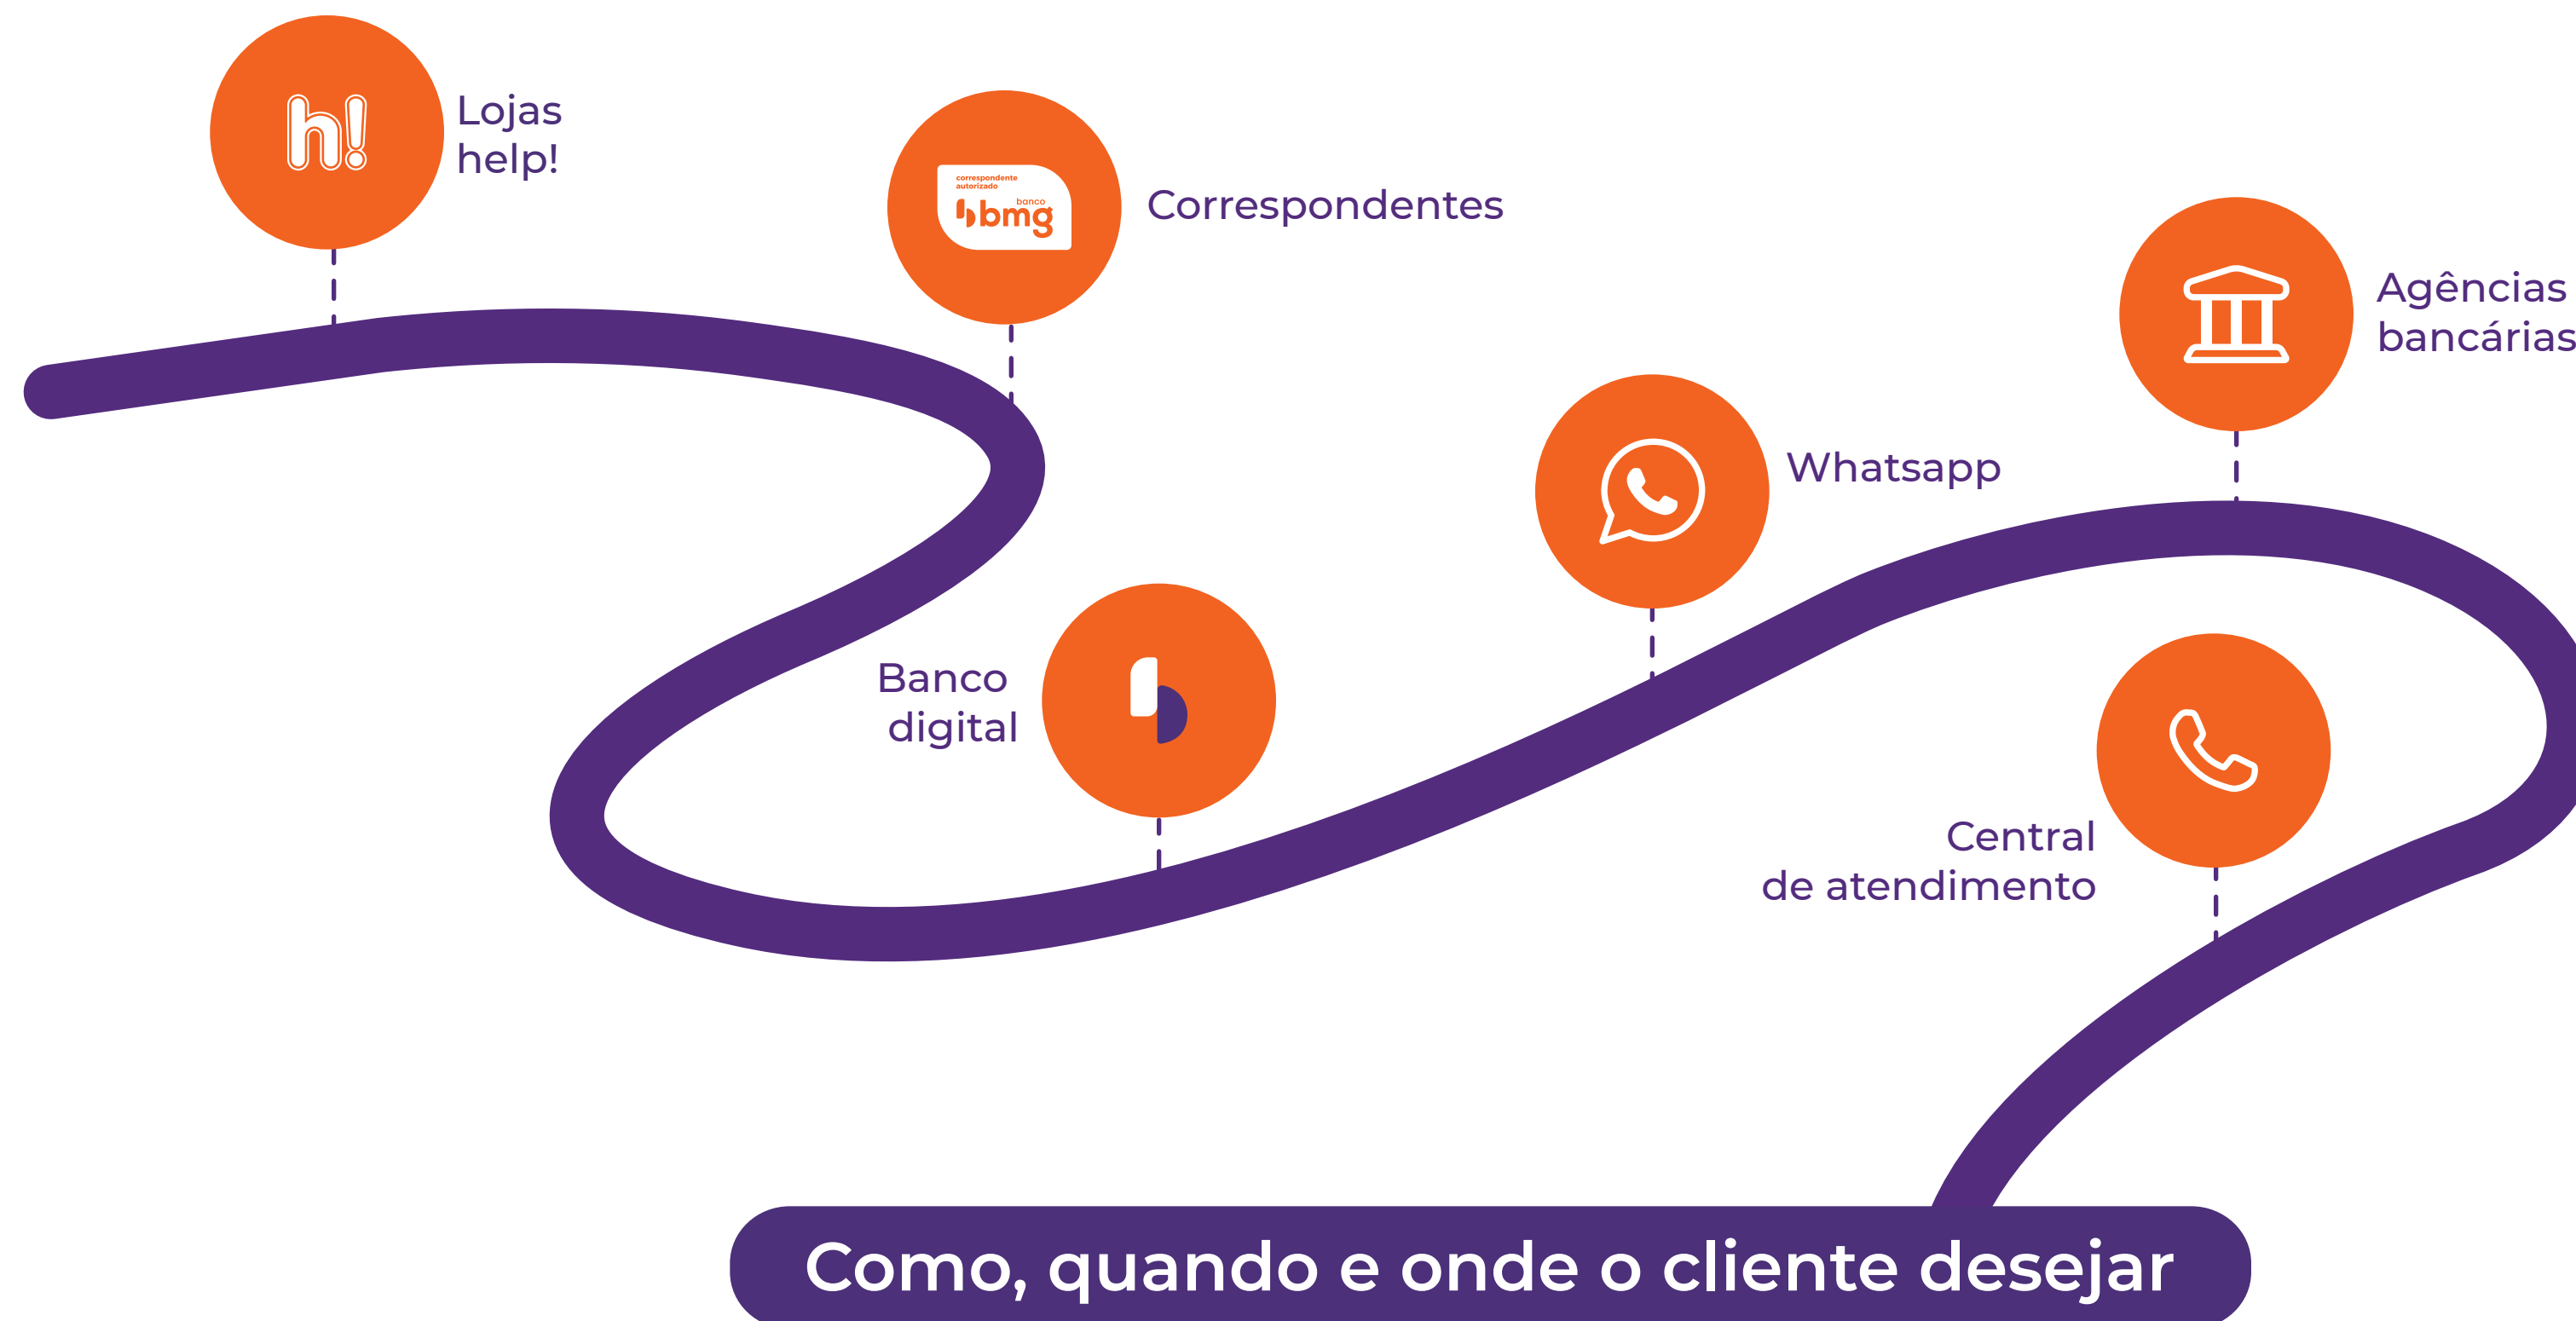 h!
Lojas
help!
correspondente
autorizado
banco
bmg
Correspondentes
Agências
bancárias
Whatsapp
Banco
digital
Central
de atendimento
Como, quando e onde o cliente desejar